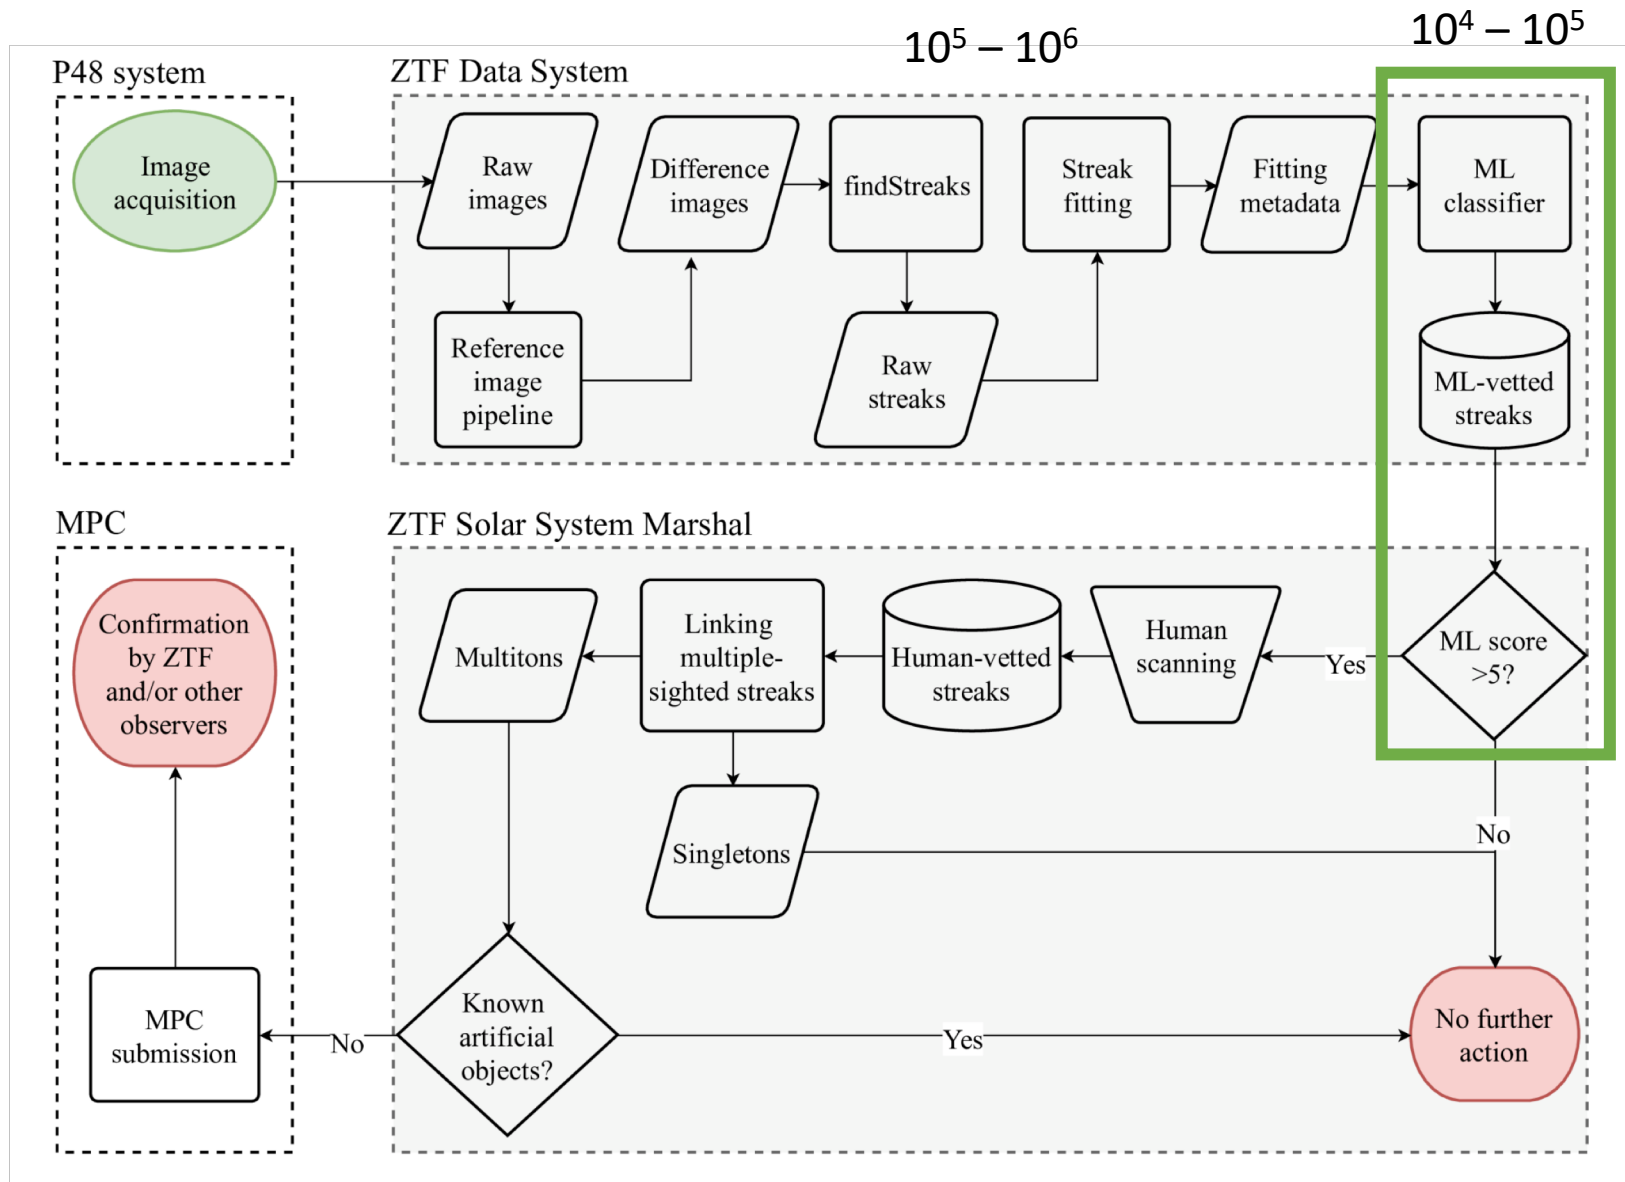 10⁵ – 10⁶
10⁴ – 10⁵
P48 system
ZTF Data System
Image
acquisition
Raw
images
Difference
images
findStreaks
Streak
fitting
Fitting
metadata
ML
classifier
Reference
image
pipeline
Raw
streaks
ML-vetted
streaks
MPC
ZTF Solar System Marshal
Confirmation
by ZTF
and/or other
observers
Multitons
Linking
multiple-
sighted streaks
Human-vetted
streaks
Human
scanning
Yes
ML score
>5?
No
Singletons
MPC
submission
No
Known
artificial
objects?
Yes
No further
action